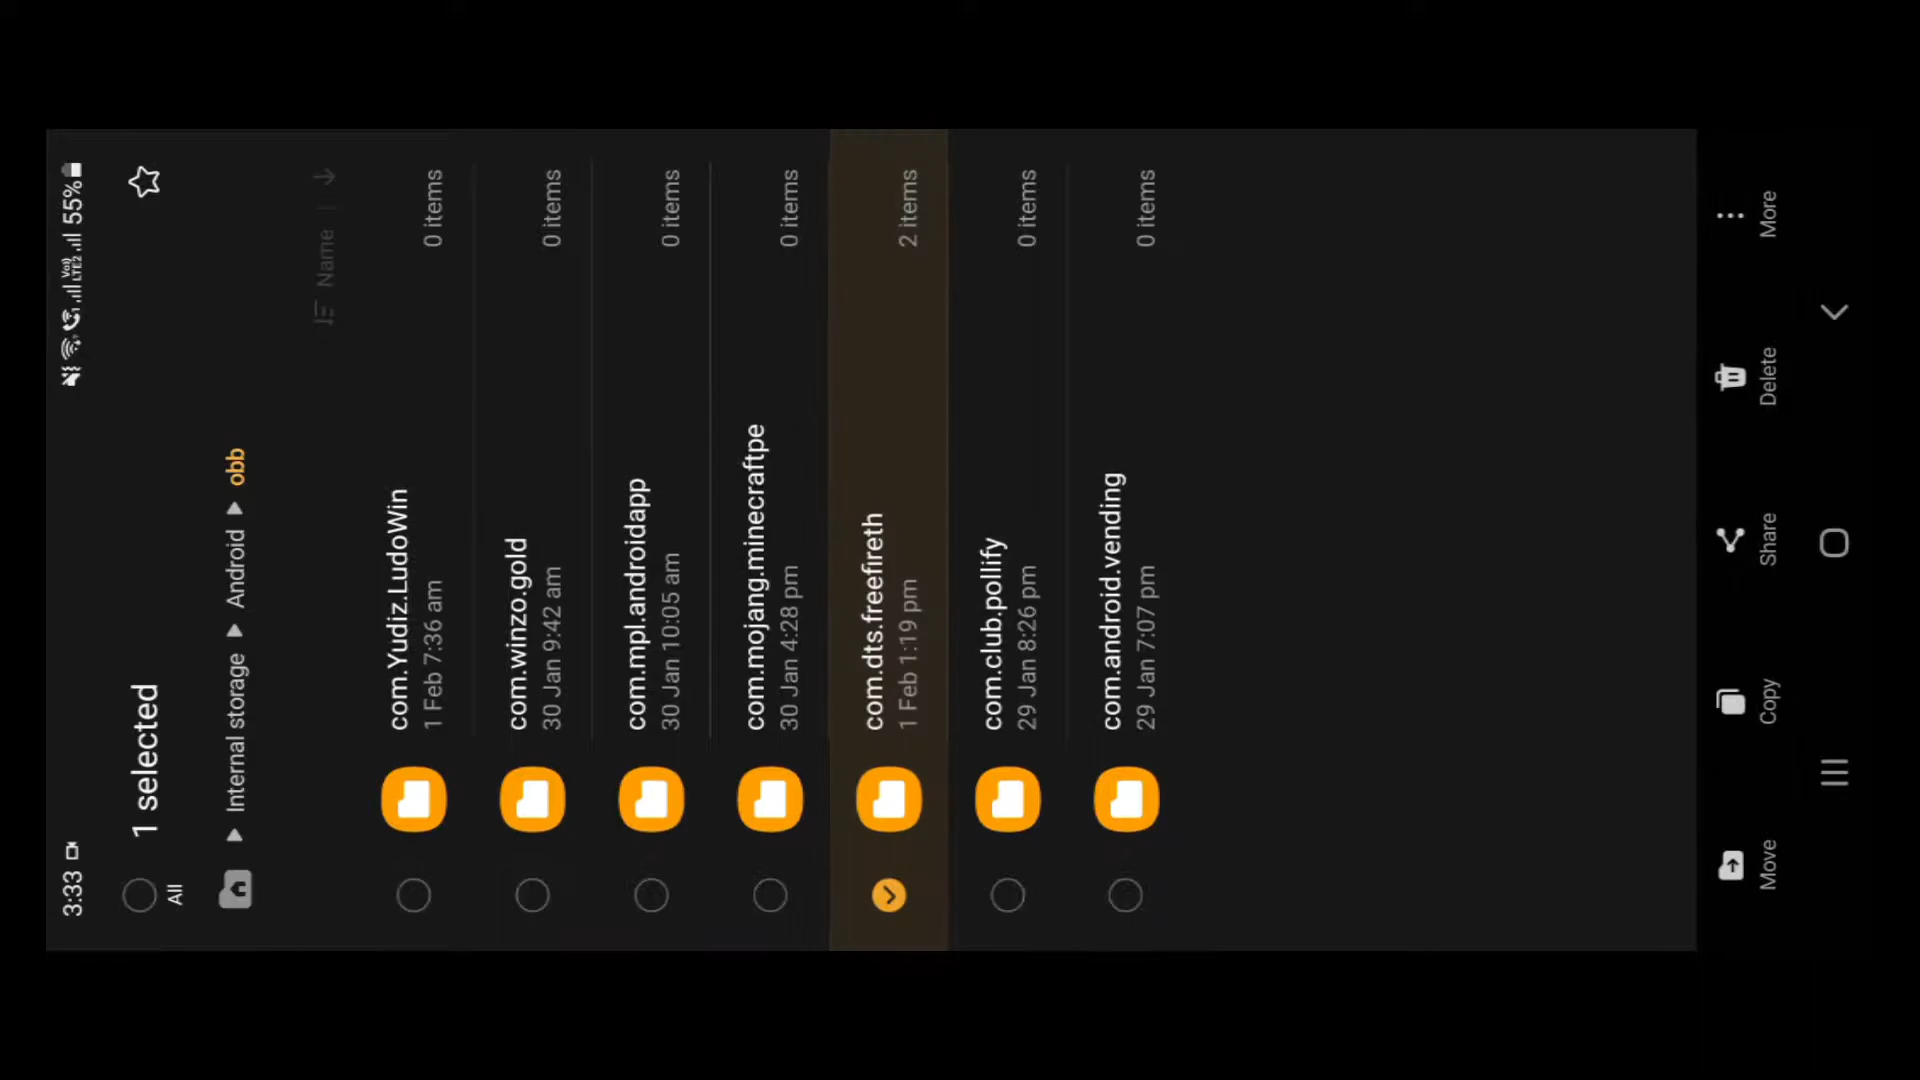 3:33
Vo)) LTE2 55%
1 selected
All
Internal storage ▶ Android ▶ obb
Name
com.Yudiz.LudoWin
1 Feb 7:36 am 0 items
com.winzo.gold
30 Jan 9:42 am 0 items
com.mpl.androidapp
30 Jan 10:05 am 0 items
com.mojang.minecraftpe
30 Jan 4:28 pm 0 items
com.dts.freefireth
1 Feb 1:19 pm 2 items
com.club.pollify
29 Jan 8:26 pm 0 items
com.android.vending
29 Jan 7:07 pm 0 items
Move Copy Share Delete More